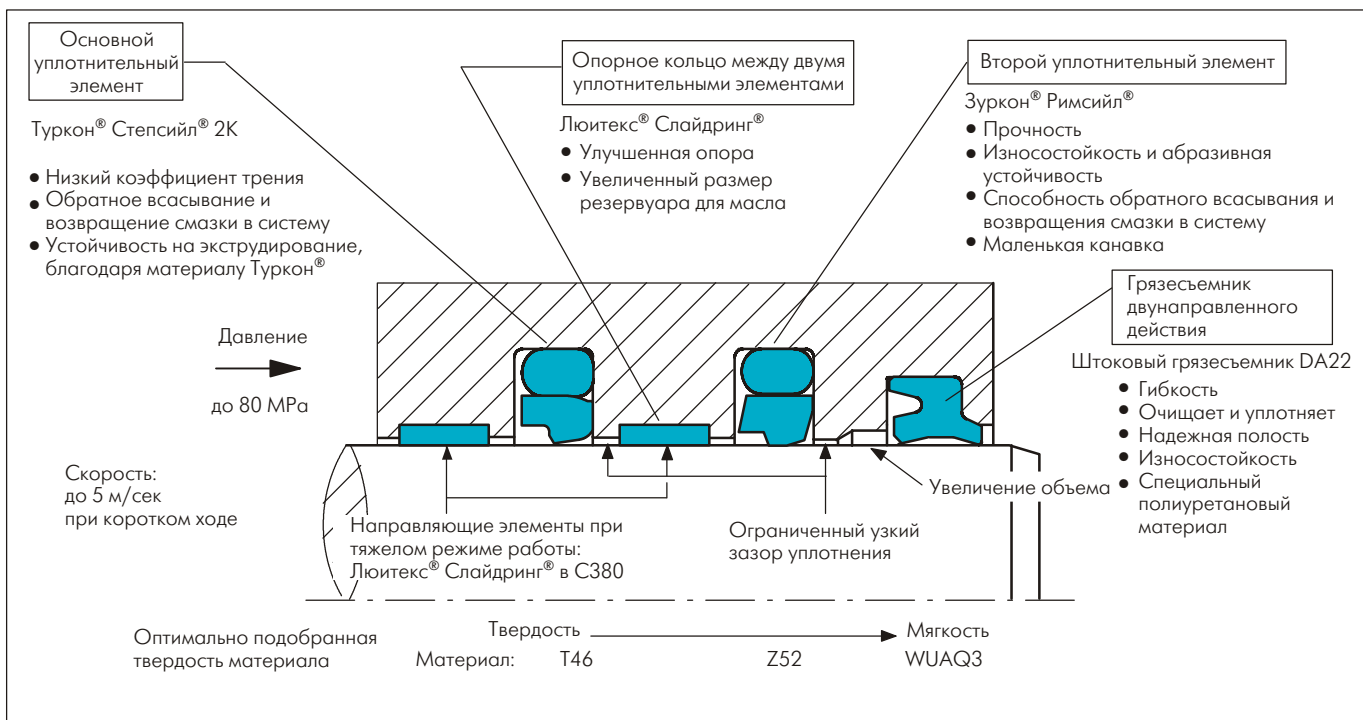 Основной
уплотнительный
элемент
Туркон® Степсийл® 2К
• Низкий коэффициент трения
• Обратное всасывание и
возвращение смазки в систему
• Устойчивость на экструдирование,
благодаря материалу Туркон®
Опорное кольцо между двумя
уплотнительными элементами
Люитекс® Слайдринг®
• Улучшенная опора
• Увеличенный размер
резервуара для масла
Второй уплотнительный элемент
Зуркон® Римсийл®
• Прочность
• Износостойкость и абразивная
устойчивость
• Способность обратного всасывания и
возвращения смазки в систему
• Маленькая канавка
Грязесъемник
двунаправленного
действия
Штоковый грязесъемник DA22
• Гибкость
• Очищает и уплотняет
• Надежная полость
• Износостойкость
• Специальный
полиуретановый
материал
Давление
до 80 MPa
Скорость:
до 5 м/сек
при коротком ходе
Направляющие элементы при
тяжелом режиме работы:
Люитекс® Слайдринг® в С380
Ограниченный узкий
зазор уплотнения
Увеличение объема
Оптимально подобранная
твердость материала
Твердость
Мягкость
Материал: T46 Z52 WUAQ3